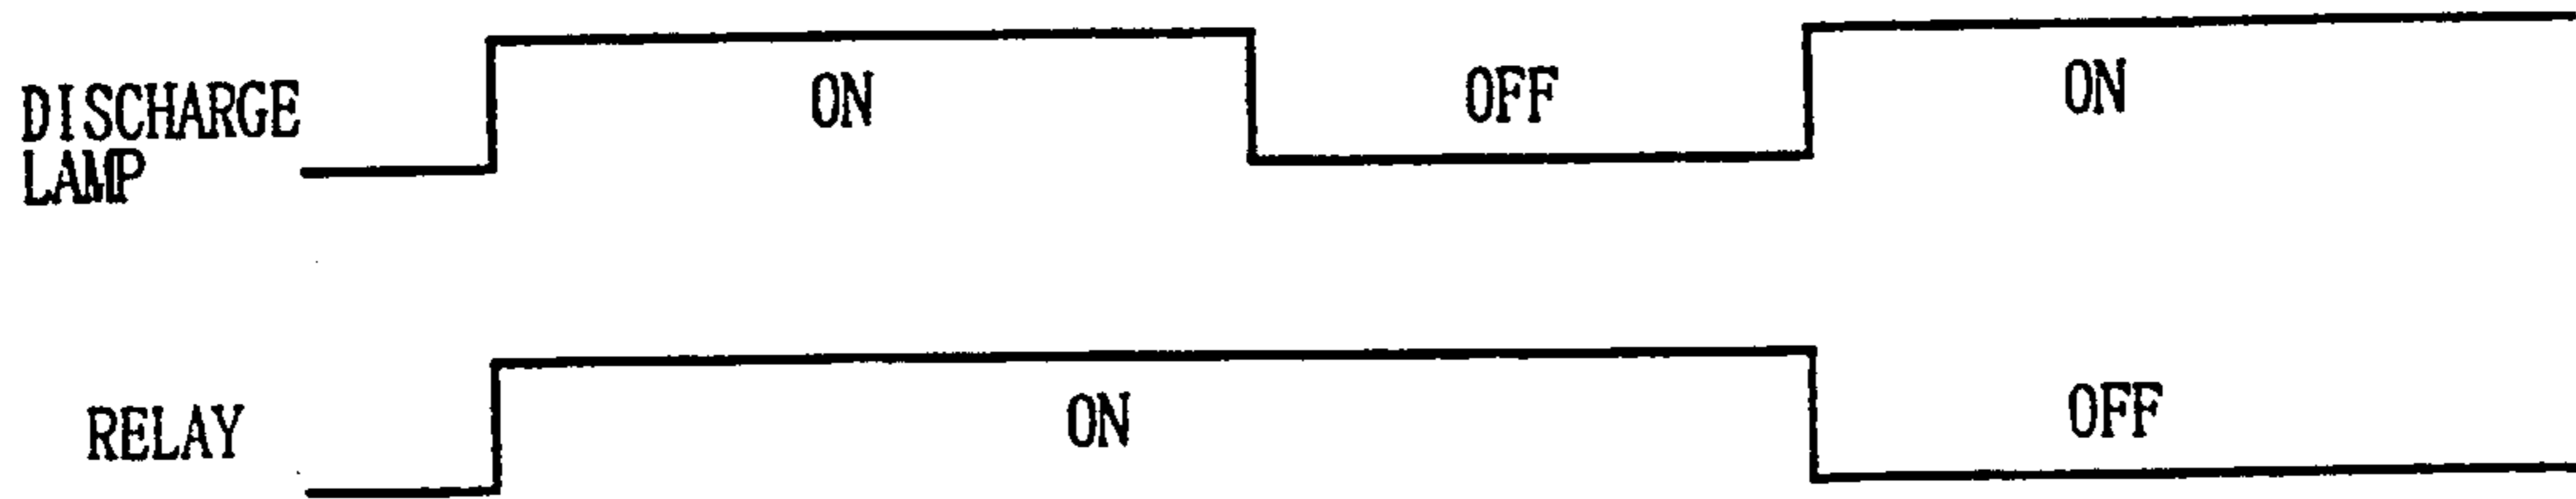 DISCHARGE
LAMP
ON
OFF
ON
RELAY
ON
OFF